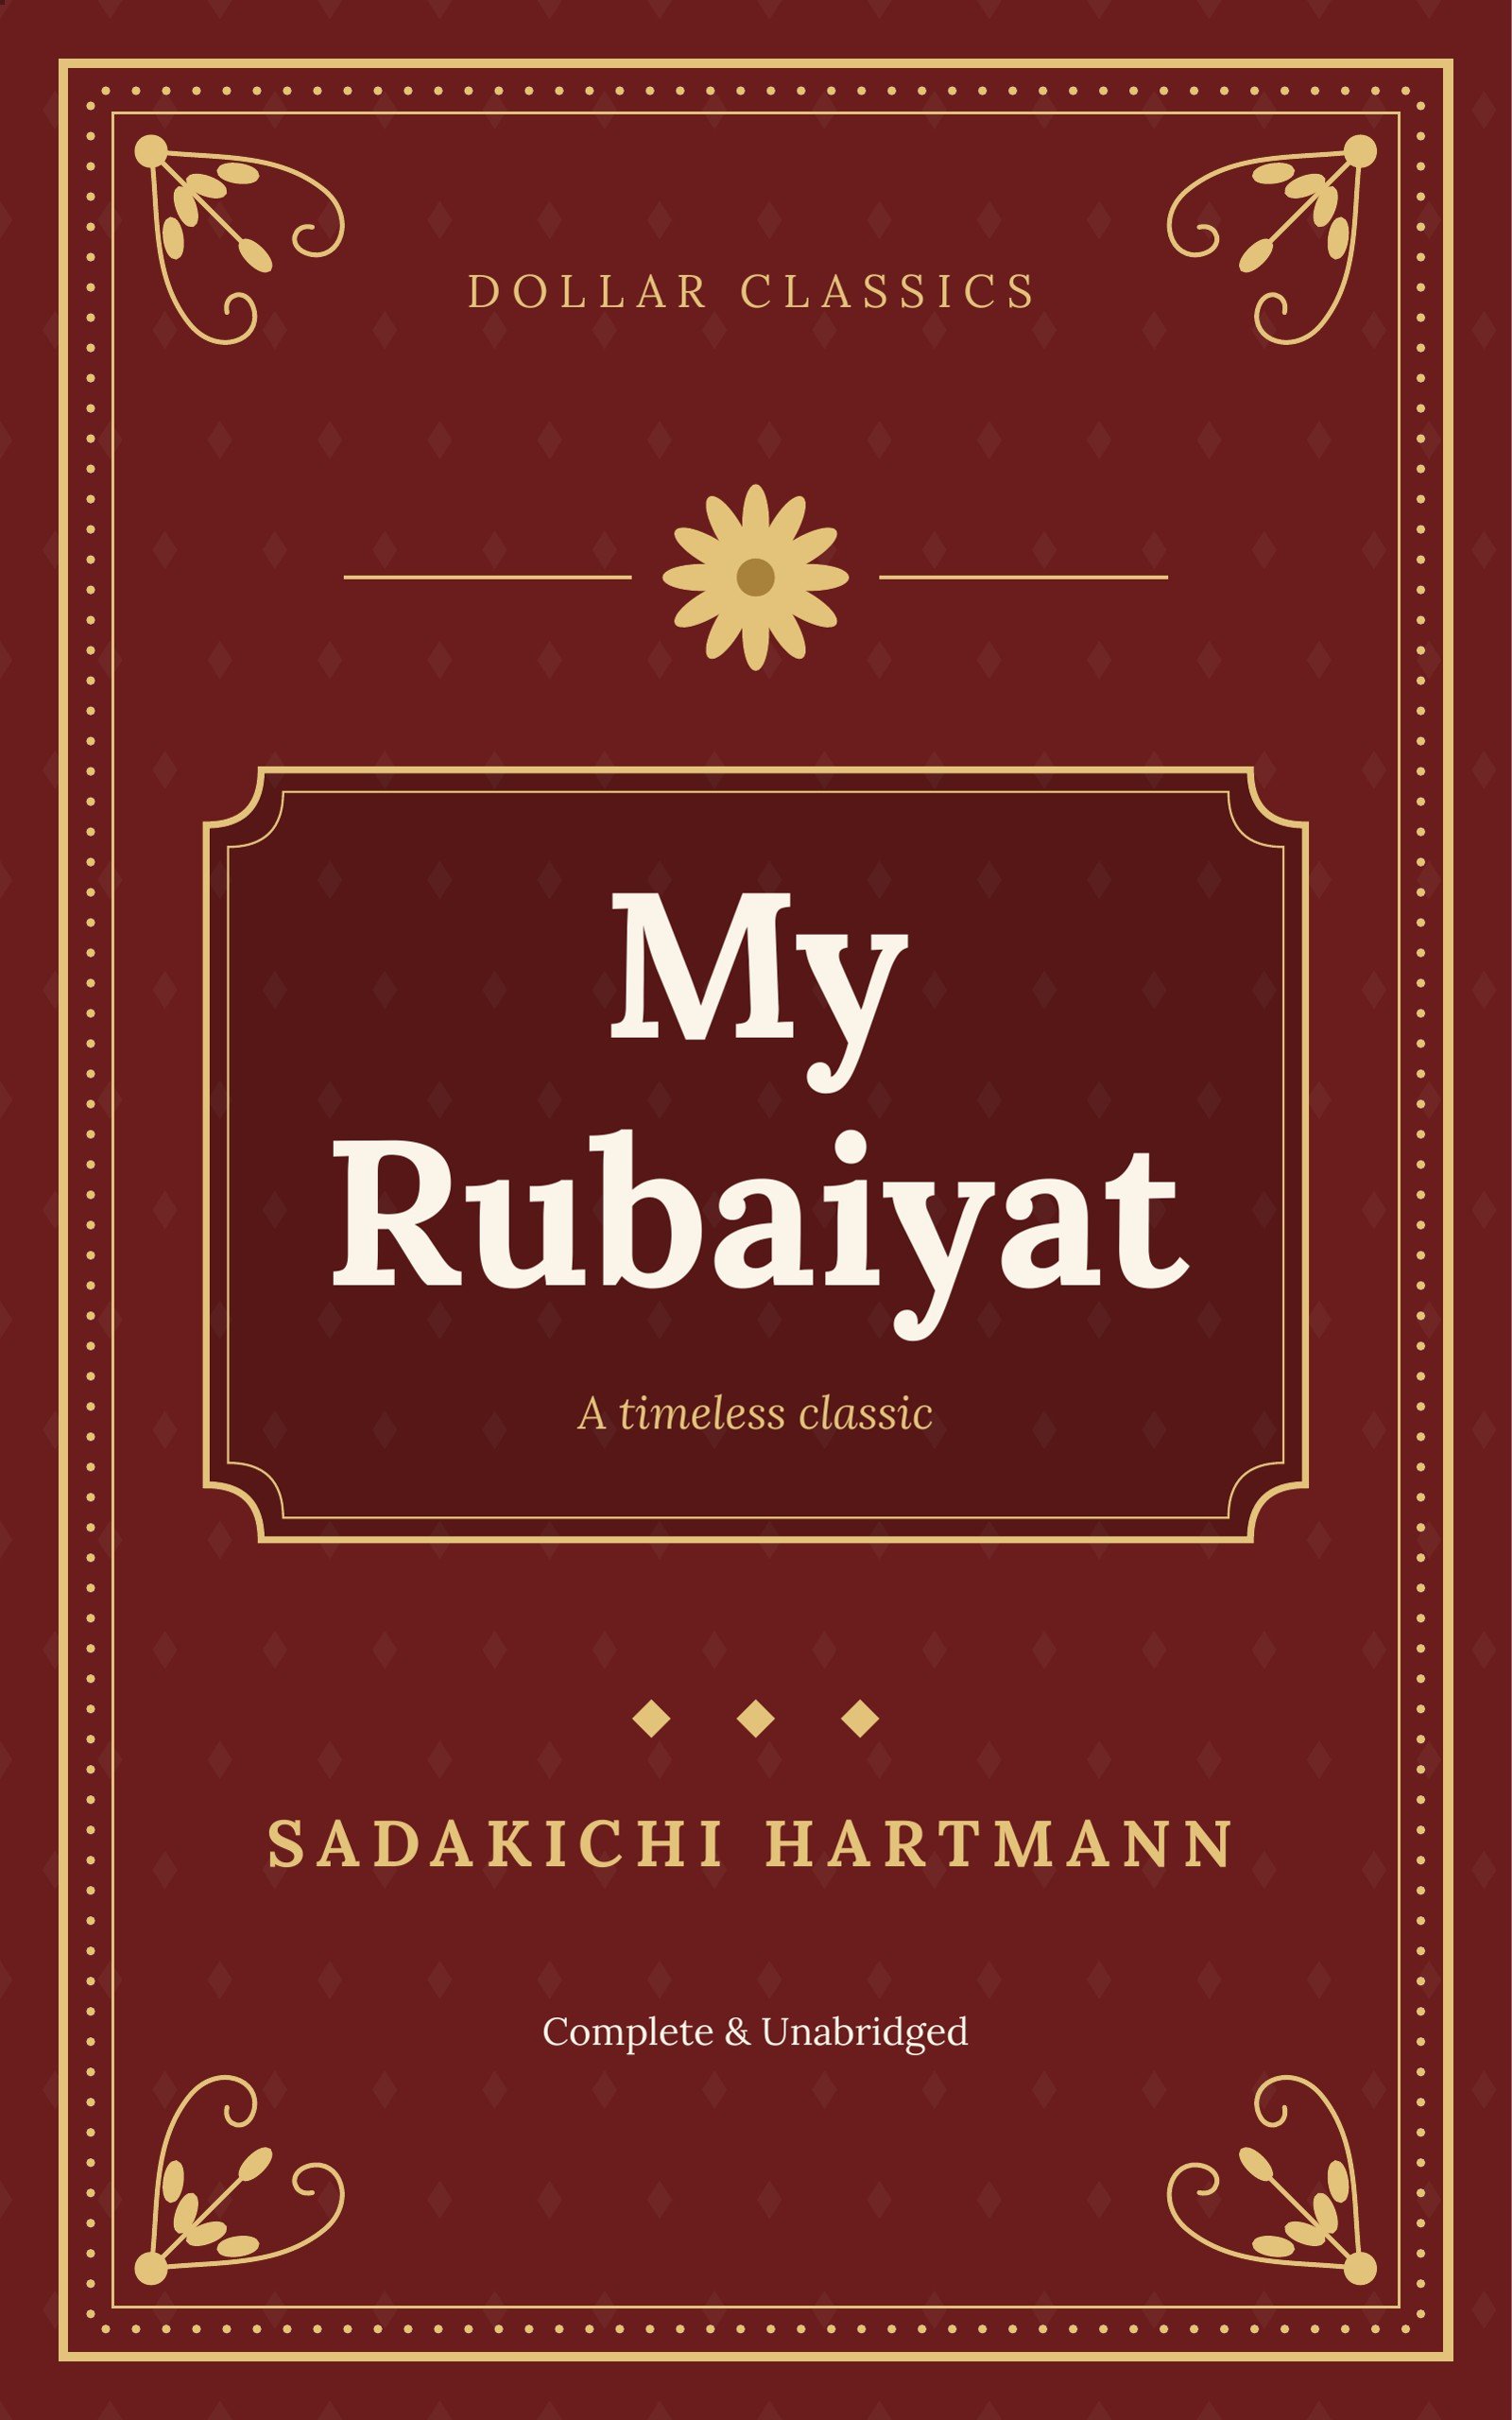 DOLLAR CLASSICS
My
Rubaiyat
A timeless classic
SADAKICHI HARTMANN
Complete & Unabridged